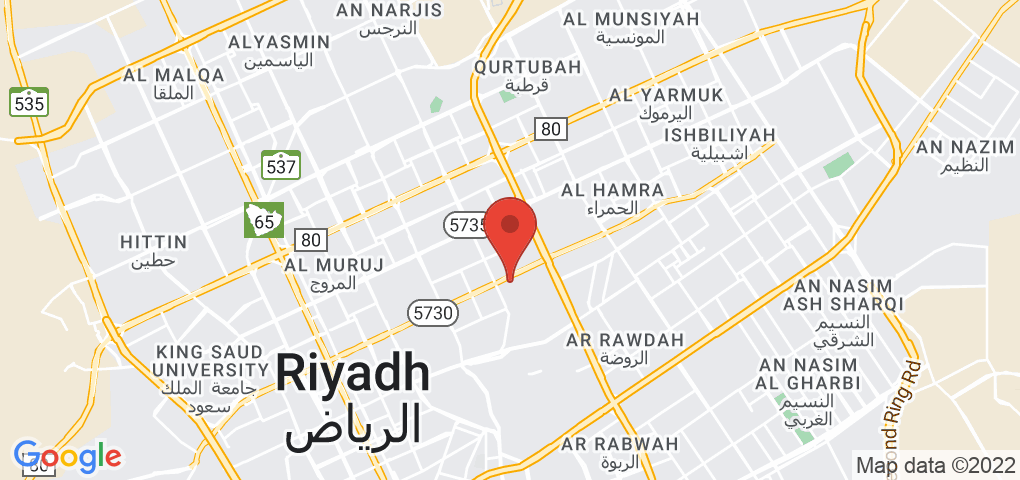 AN NARJIS
النرجس
AL MUNSIYAH
المونسية
ALYASMIN
الياسمين
QURTUBAH
قرطبة
AL MALQA
الملقا
AL YARMUK
اليرموك
535
80
ISHBILIYAH
اشبيلية
AN NAZIM
النظيم
537
AL HAMRA
الحمراء
65
5735
HITTIN
حطين
80
AL MURUJ
المروج
AN NASIM
ASH SHARQI
النسيم
الشرقي
5730
AR RAWDAH
الروضة
KING SAUD
UNIVERSITY
جامعة الملك
سعود
Riyadh
الرياض
AN NASIM
AL GHARBI
النسيم
الغربي
ond Ring Rd
AR RABWAH
الربوة
Google
80
Map data ©2022